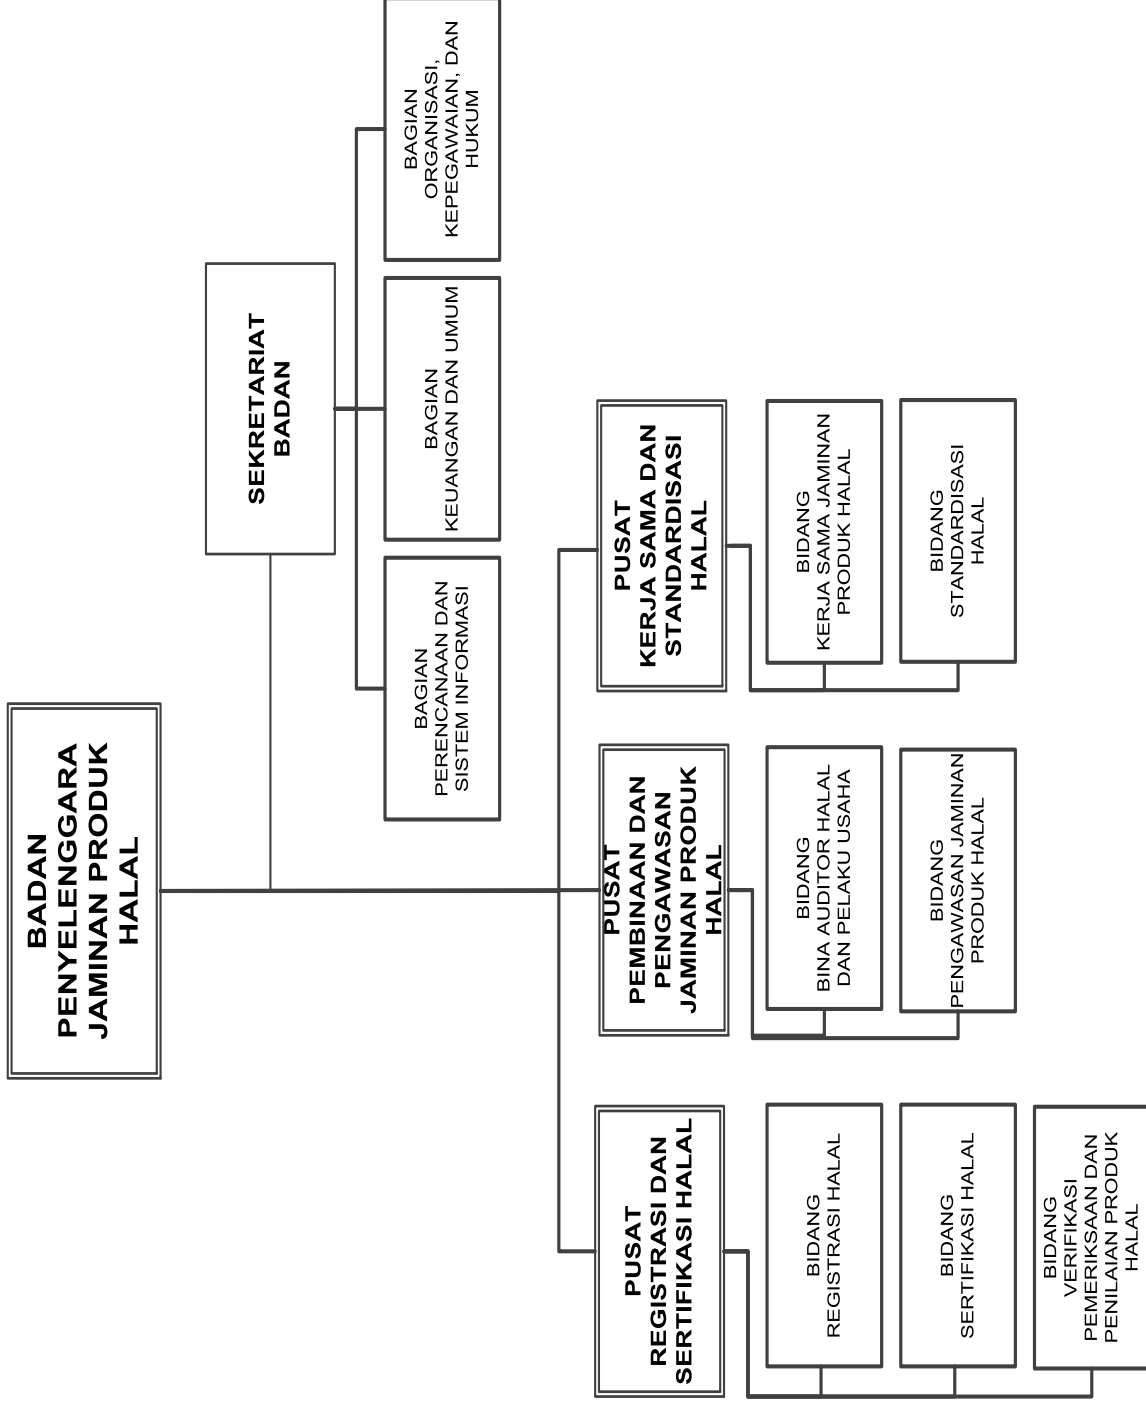 BADAN
PENYELENGGARA
JAMINAN PRODUK
HALAL
SEKRETARIAT
BADAN
BAGIAN
PERENCANAAN DAN
SISTEM INFORMASI
BAGIAN
KEUANGAN DAN UMUM
BAGIAN
ORGANISASI,
KEPEGAWAIAN, DAN
HUKUM
PUSAT
REGISTRASI DAN
SERTIFIKASI HALAL
PUSAT
PEMBINAAN DAN
PENGAWASAN
JAMINAN PRODUK
HALAL
PUSAT
KERJA SAMA DAN
STANDARDISASI
HALAL
BIDANG
REGISTRASI HALAL
BIDANG
BINA AUDITOR HALAL
DAN PELAKU USAHA
BIDANG
KERJA SAMA JAMINAN
PRODUK HALAL
BIDANG
SERTIFIKASI HALAL
BIDANG
PENGAWASAN JAMINAN
PRODUK HALAL
BIDANG
STANDARDISASI
HALAL
BIDANG
VERIFIKASI
PEMERIKSAAN DAN
PENILAIAN PRODUK
HALAL